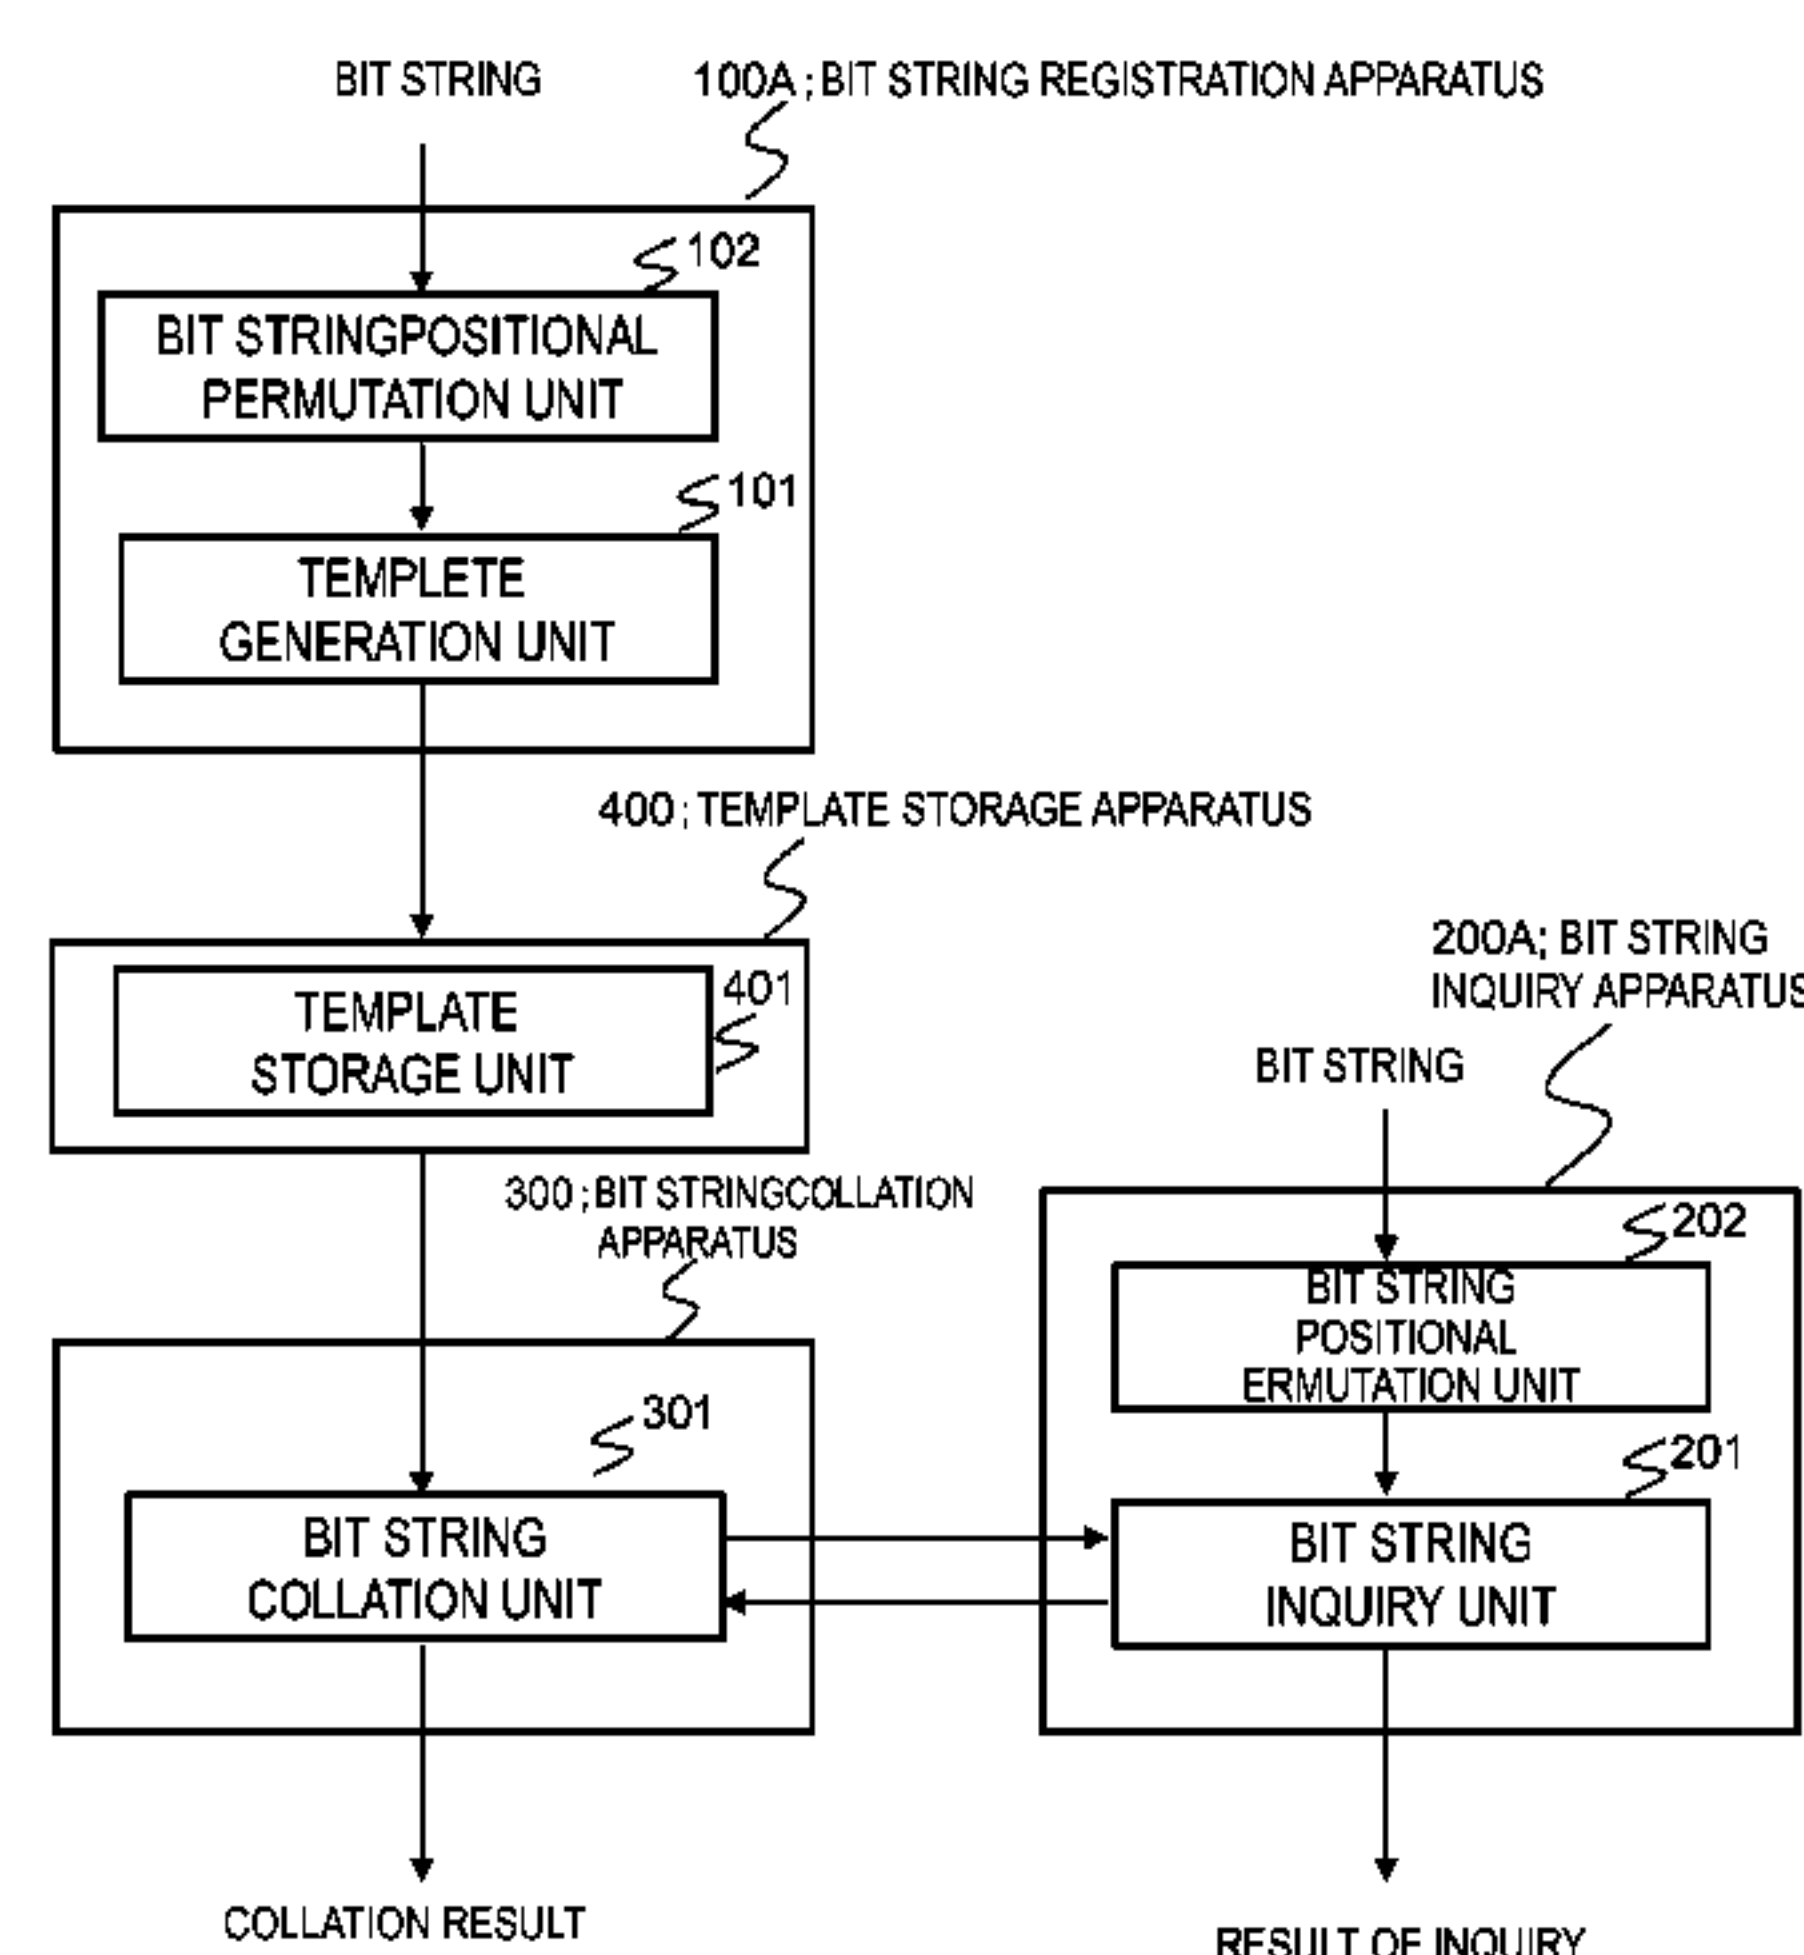 BIT STRING
100A ; BIT STRING REGISTRATION APPARATUS
102
BIT STRINGPOSITIONAL
PERMUTATION UNIT
101
TEMPLETE
GENERATION UNIT
400 ; TEMPLATE STORAGE APPARATUS
401
TEMPLATE
STORAGE UNIT
200A; BIT STRING
INQUIRY APPARATUS
BIT STRING
300 ; BIT STRINGCOLLATION
APPARATUS
202
BIT STRING
POSITIONAL
ERMUTATION UNIT
301
201
BIT STRING
COLLATION UNIT
BIT STRING
INQUIRY UNIT
COLLATION RESULT
RESULT OF INQUIRY